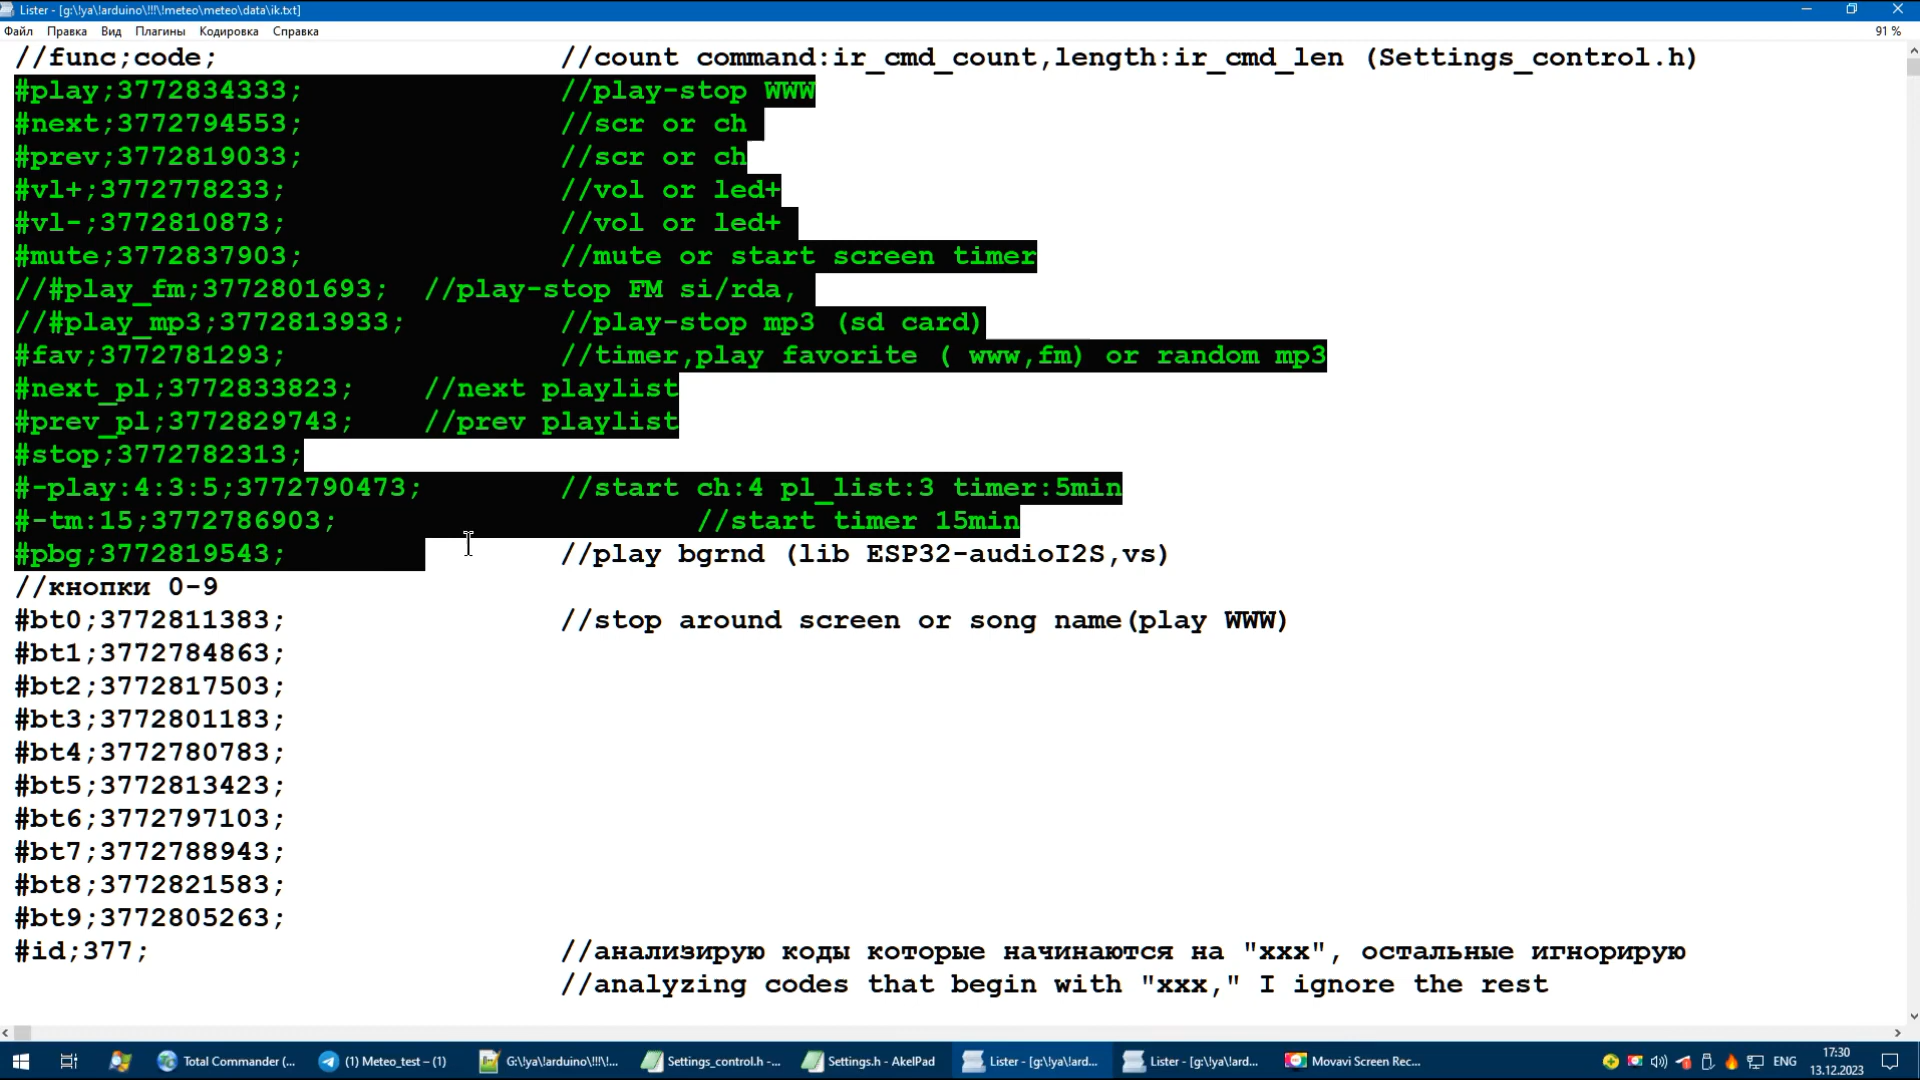 Lister - [g:\!ya\!arduino\!!!\!meteo\meteo\data\ik.txt]
Файл Правка Вид Плагины Кодировка Справка 91 %
//func;code; //count command:ir_cmd_count,length:ir_cmd_len (Settings_control.h)
#play;3772834333; //play-stop WWW
#next;3772794553; //scr or ch
#prev;3772819033; //scr or ch
#vl+;3772778233; //vol or led+
#vl-;3772810873; //vol or led+
#mute;3772837903; //mute or start screen timer
//#play_fm;3772801693; //play-stop FM si/rda,
//#play_mp3;3772813933; //play-stop mp3 (sd card)
#fav;3772781293; //timer,play favorite ( www,fm) or random mp3
#next_pl;3772833823; //next playlist
#prev_pl;3772829743; //prev playlist
#stop;3772782313;
#-play:4:3:5;3772790473; //start ch:4 pl_list:3 timer:5min
#-tm:15;3772786903; //start timer 15min
#pbg;3772819543; //play bgrnd (lib ESP32-audioI2S,vs)
//кнопки 0-9
#bt0;3772811383; //stop around screen or song name(play WWW)
#bt1;3772784863;
#bt2;3772817503;
#bt3;3772801183;
#bt4;3772780783;
#bt5;3772813423;
#bt6;3772797103;
#bt7;3772788943;
#bt8;3772821583;
#bt9;3772805263;
#id;377; //анализирую коды которые начинаются на "xxx", остальные игнорирую
//analyzing codes that begin with "xxx," I ignore the rest
Total Commander (... (1) Meteo_test – (1) G:\!ya\!arduino\!!!\!... Settings_control.h -... Settings.h - AkelPad Lister - [g:\!ya\!ard... Lister - [g:\!ya\!ard... Movavi Screen Rec... ENG 17:30
13.12.2023